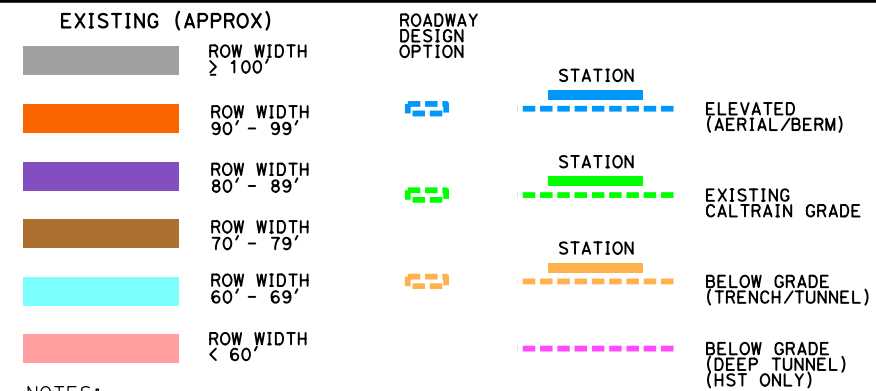 EXISTING (APPROX)
ROW WIDTH
≥ 100'
ROW WIDTH
90' - 99'
ROW WIDTH
80' - 89'
ROW WIDTH
70' - 79'
ROW WIDTH
60' - 69'
ROW WIDTH
< 60'
ROADWAY
DESIGN
OPTION
STATION
ELEVATED
(AERIAL/BERM)
STATION
EXISTING
CALTRAIN GRADE
STATION
BELOW GRADE
(TRENCH/TUNNEL)
BELOW GRADE
(DEEP TUNNEL)
(HST ONLY)
NOTES: